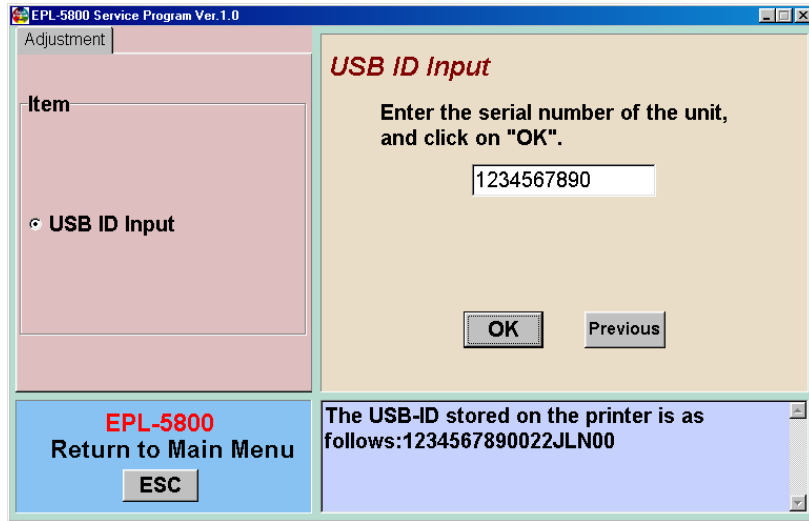 EPL-5800 Service Program Ver.1.0
Adjustment
Item
USB ID Input
USB ID Input
Enter the serial number of the unit,
and click on "OK".
1234567890
OK
Previous
EPL-5800
Return to Main Menu
ESC
The USB-ID stored on the printer is as
follows:1234567890022JLN00